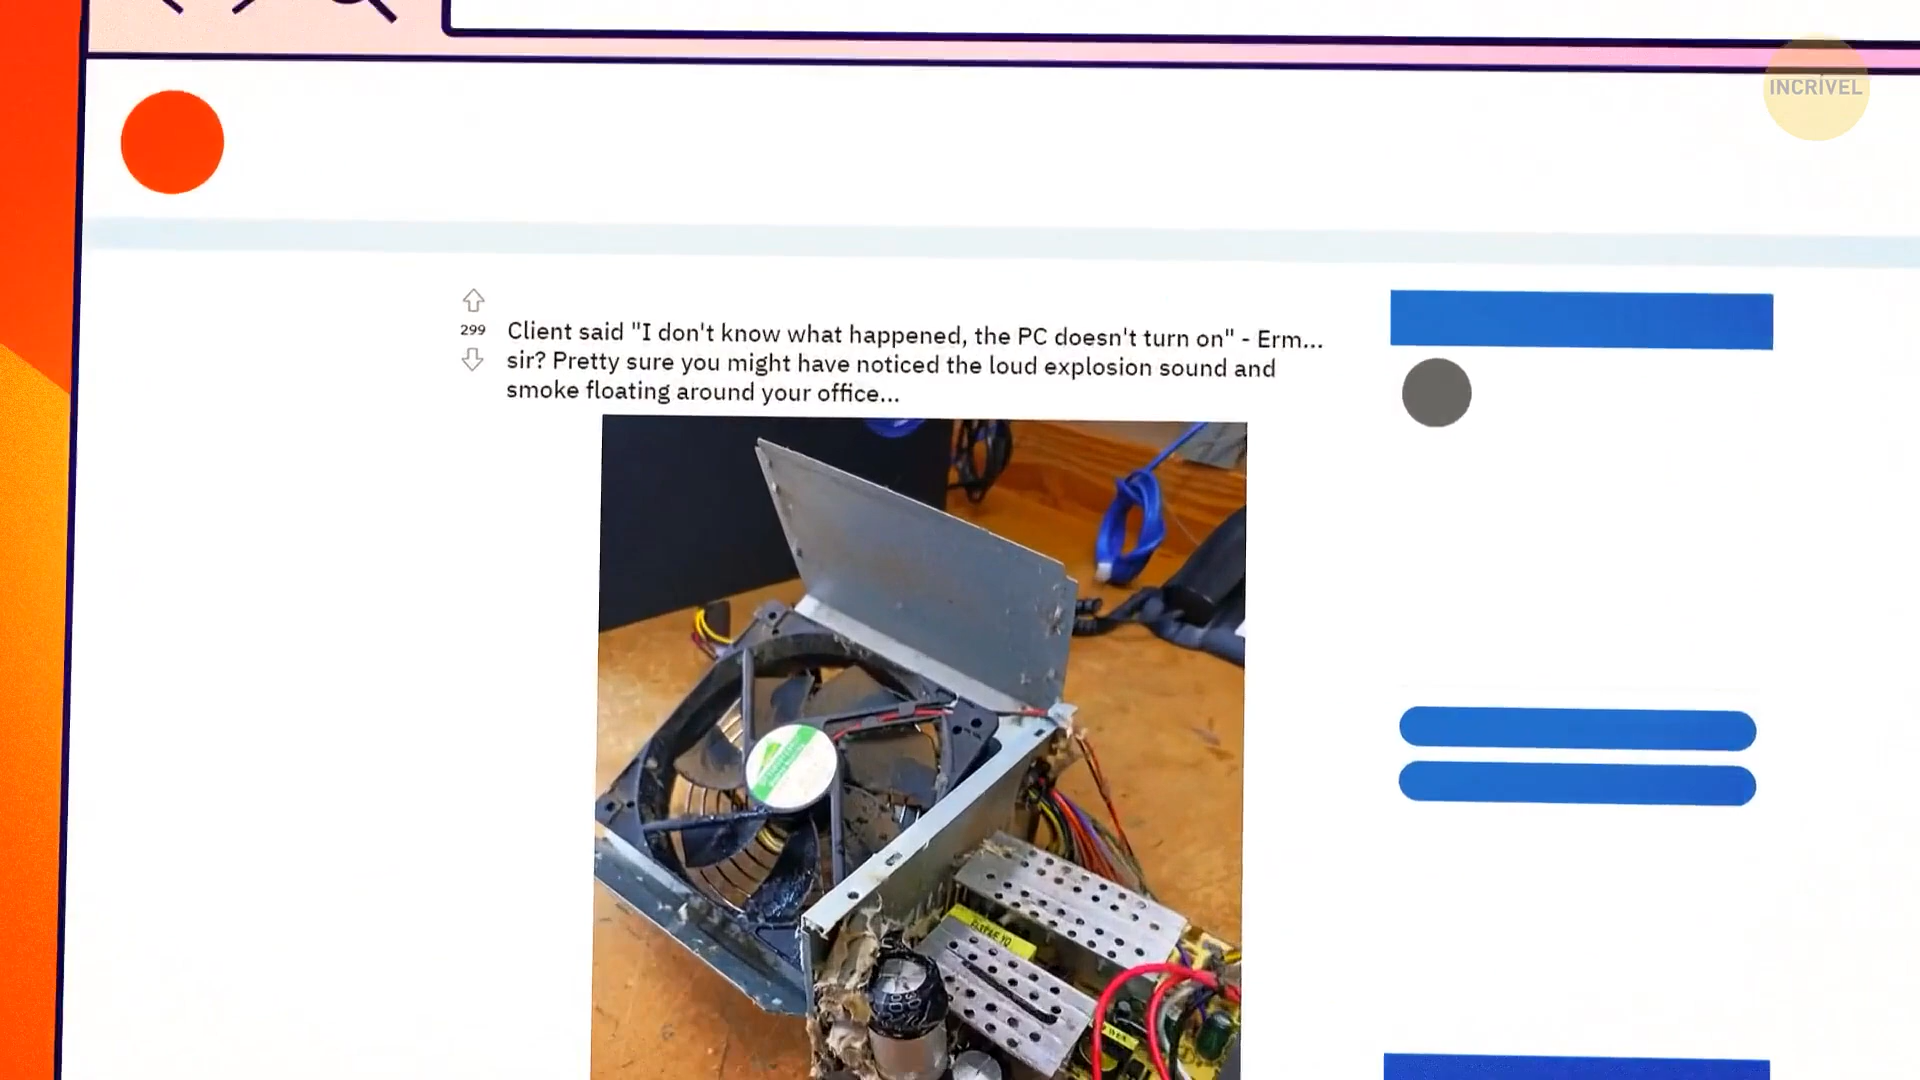 INCRÍVEL
299
Client said "I don't know what happened, the PC doesn't turn on" - Erm...
sir? Pretty sure you might have noticed the loud explosion sound and
smoke floating around your office...